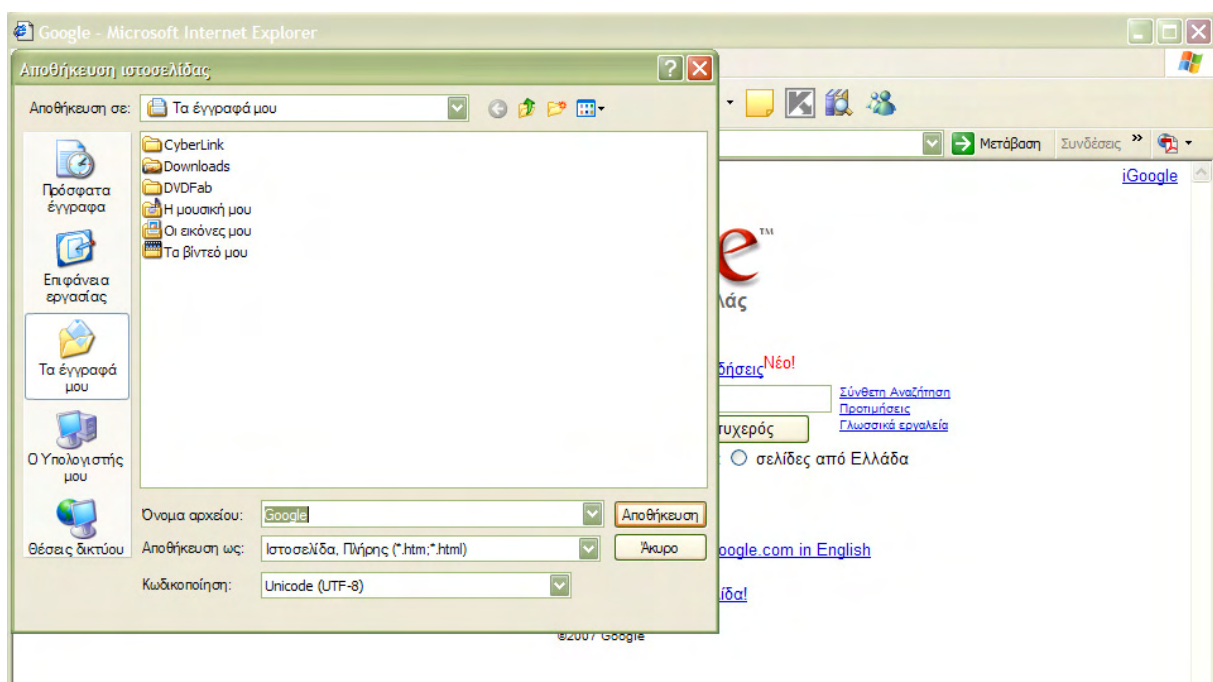 Google - Microsoft Internet Explorer
Αποθήκευση ιστοσελίδας
Αποθήκευση σε:
Τα έγγραφά μου
Πρόσφατα
έγγραφα
Επιφάνεια
εργασίας
Τα έγγραφά
μου
Ο Υπολογιστής
μου
Θέσεις δικτύου
CyberLink
Downloads
DVDFab
Η μουσική μου
Οι εικόνες μου
Τα βίντεό μου
Όνομα αρχείου:
Google
Αποθήκευση
Αποθήκευση ως:
Ιστοσελίδα, Πλήρης (*.htm;*.html)
Άκυρο
Κωδικοποίηση:
Unicode (UTF-8)
Μετάβαση
Συνδέσεις
iGoogle
e™
λάς
δήσεις Νέο!
Σύνθετη Αναζήτηση
Προτιμήσεις
Γλωσσικά εργαλεία
τυχερός
σελίδες από Ελλάδα
oogle.com in English
ίδα!
©2007 Google